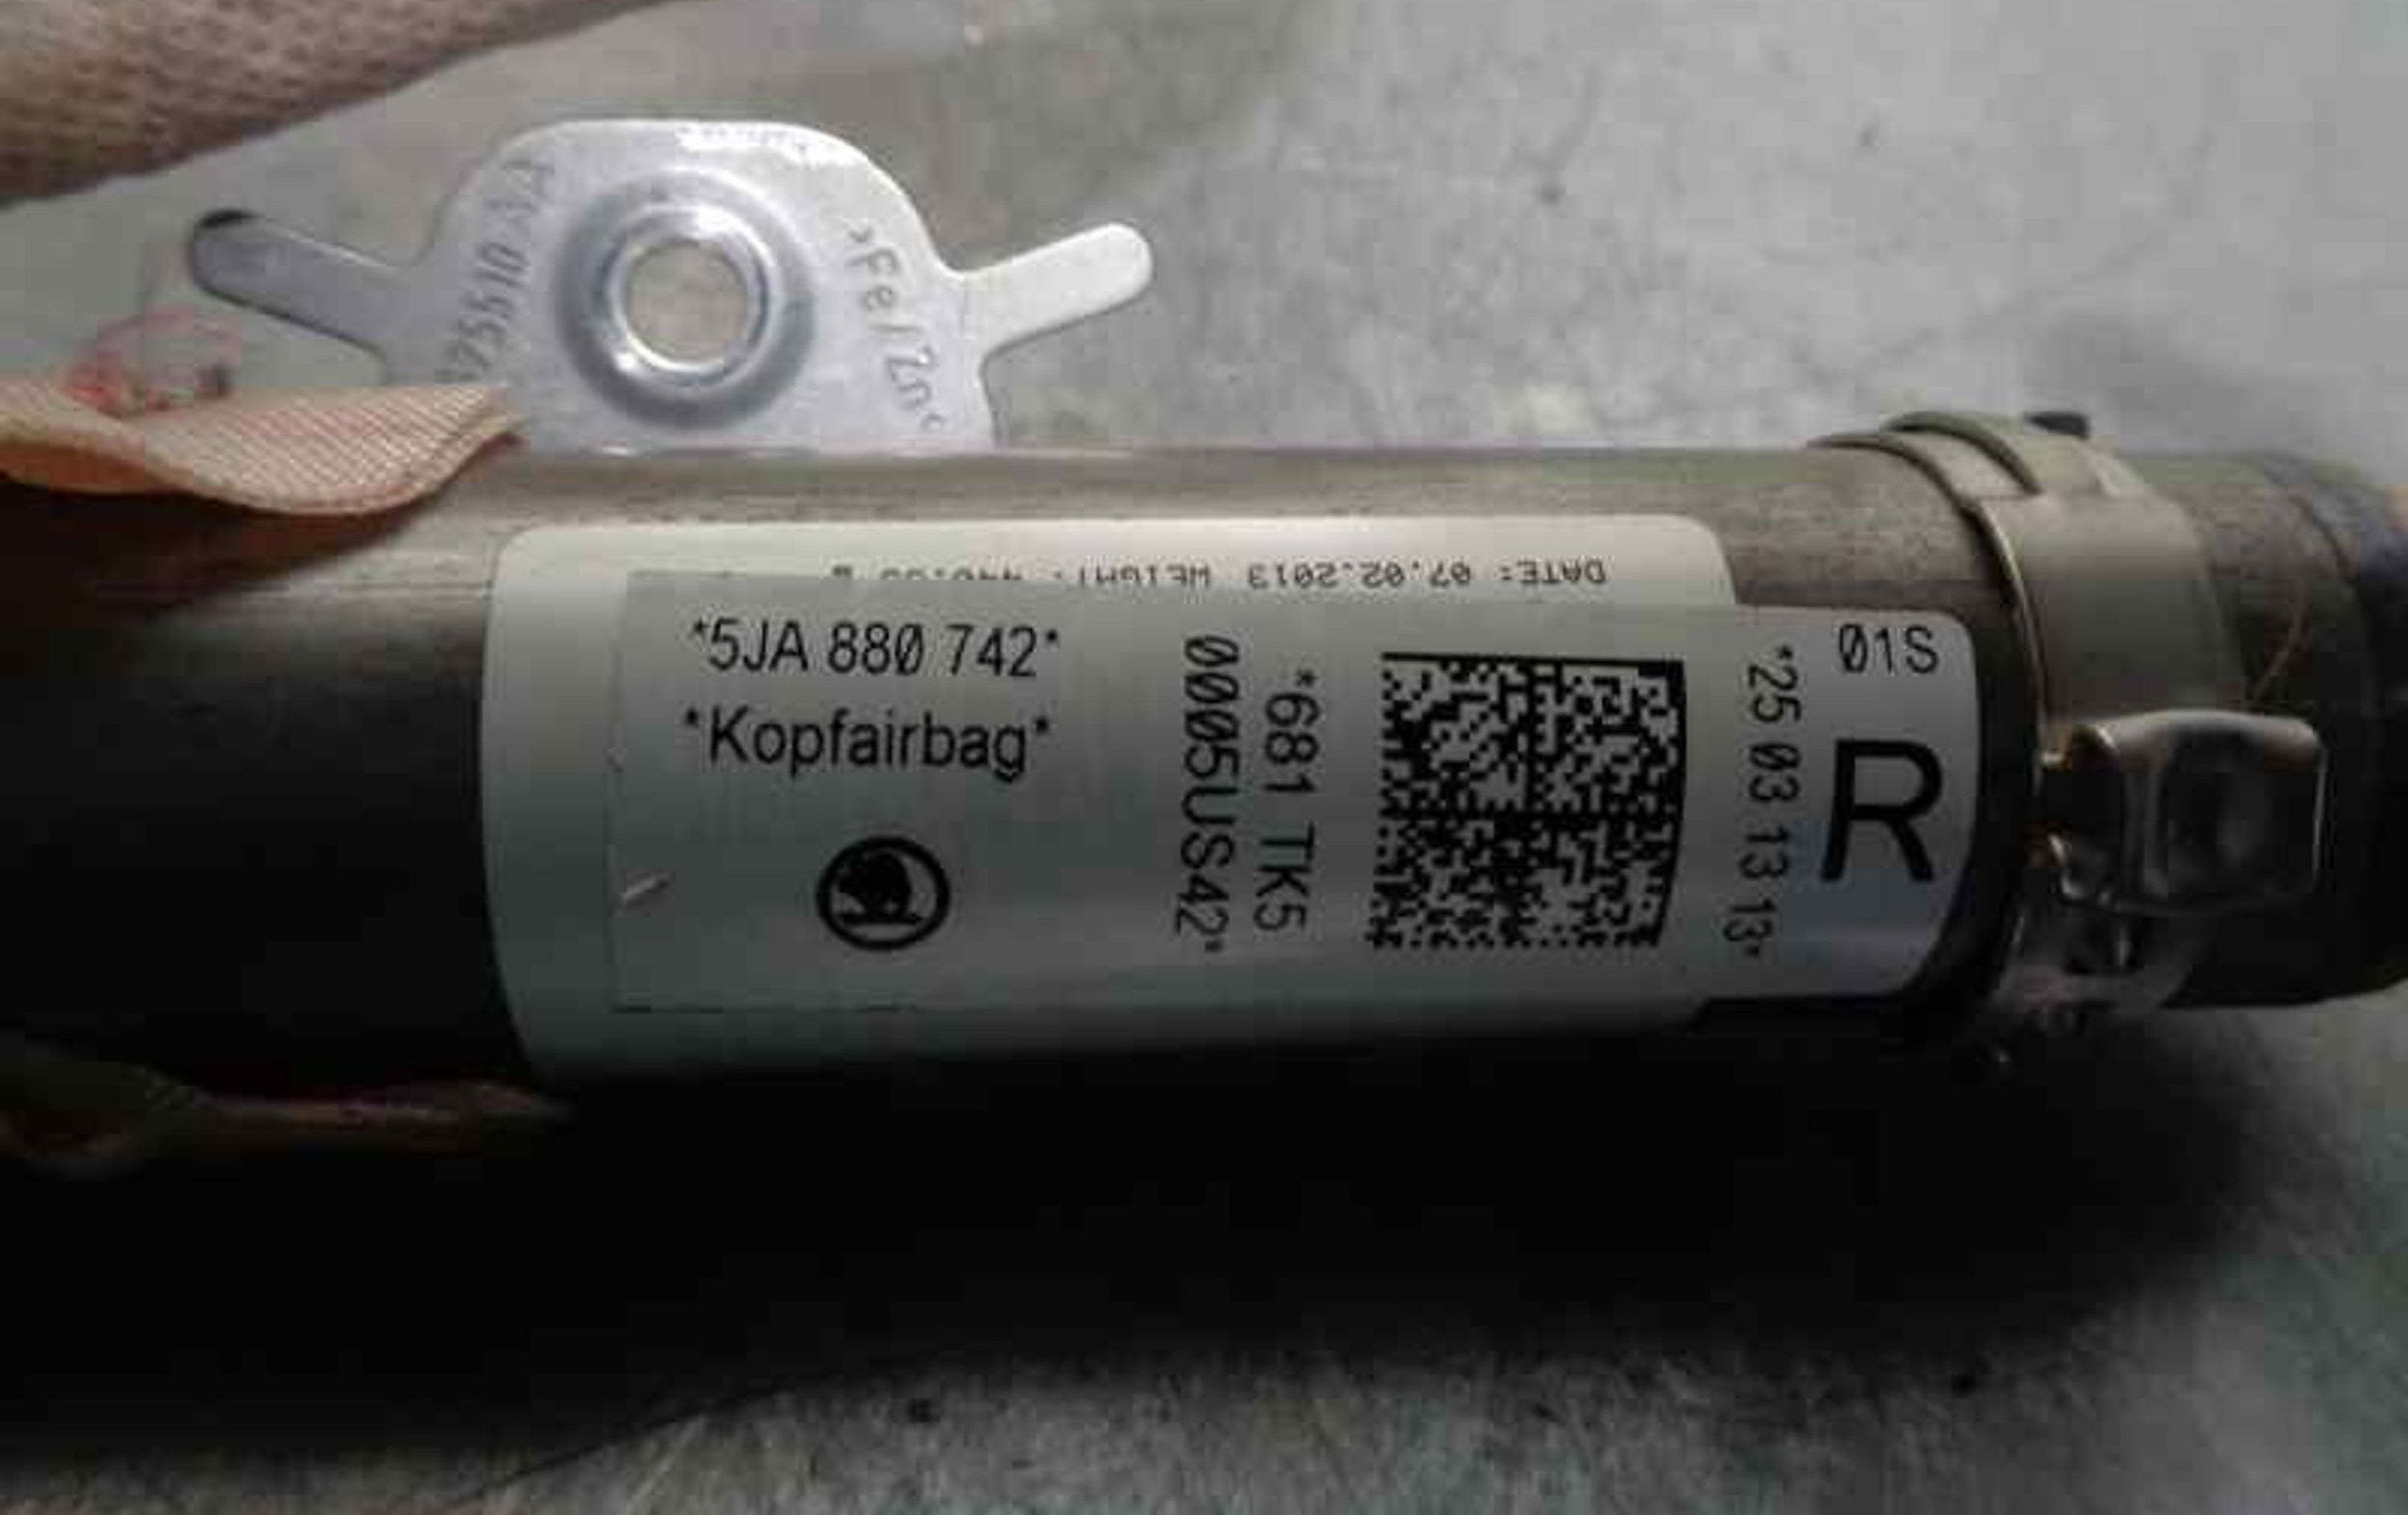 >Fe/Zn<
DATE: 07.02.2013 WEIGHT:
*5JA 880 742*
*Kopfairbag*
*681 TK5
0005US42*
*25 03 13 13*
01S
R